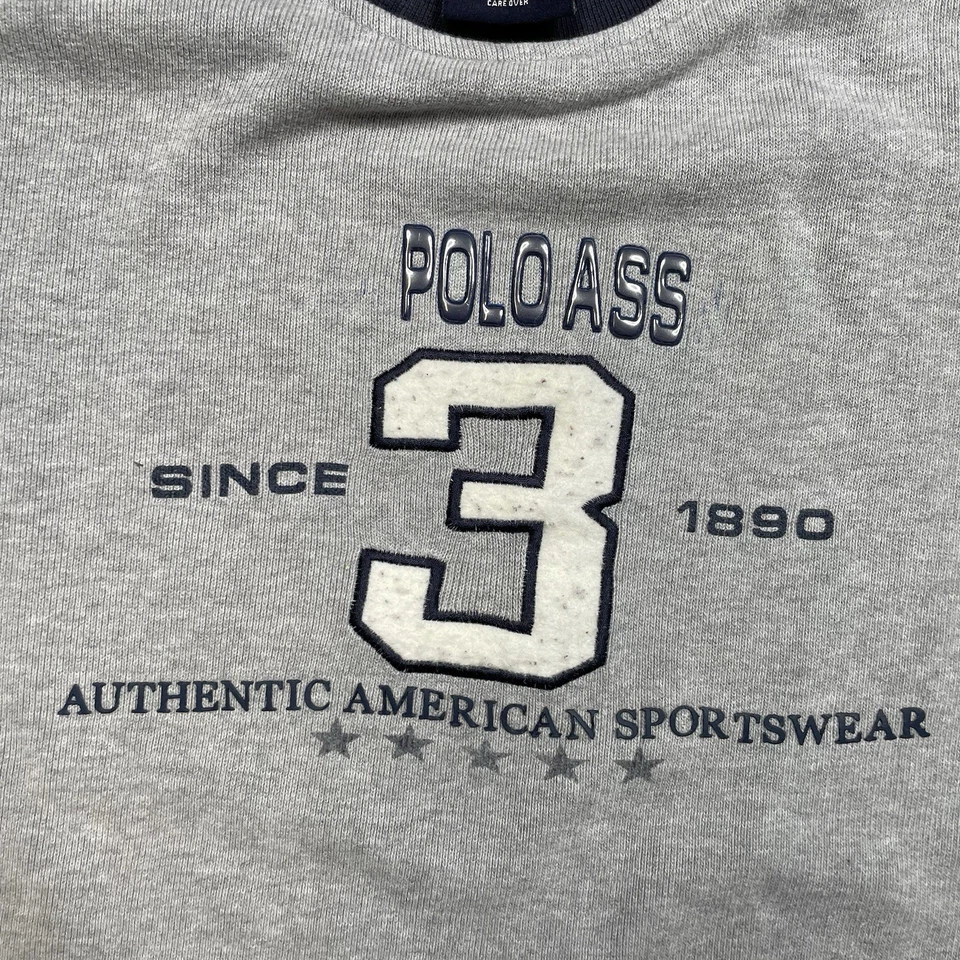 CARE OVER
POLO ASS
3
SINCE 1890
AUTHENTIC AMERICAN SPORTSWEAR